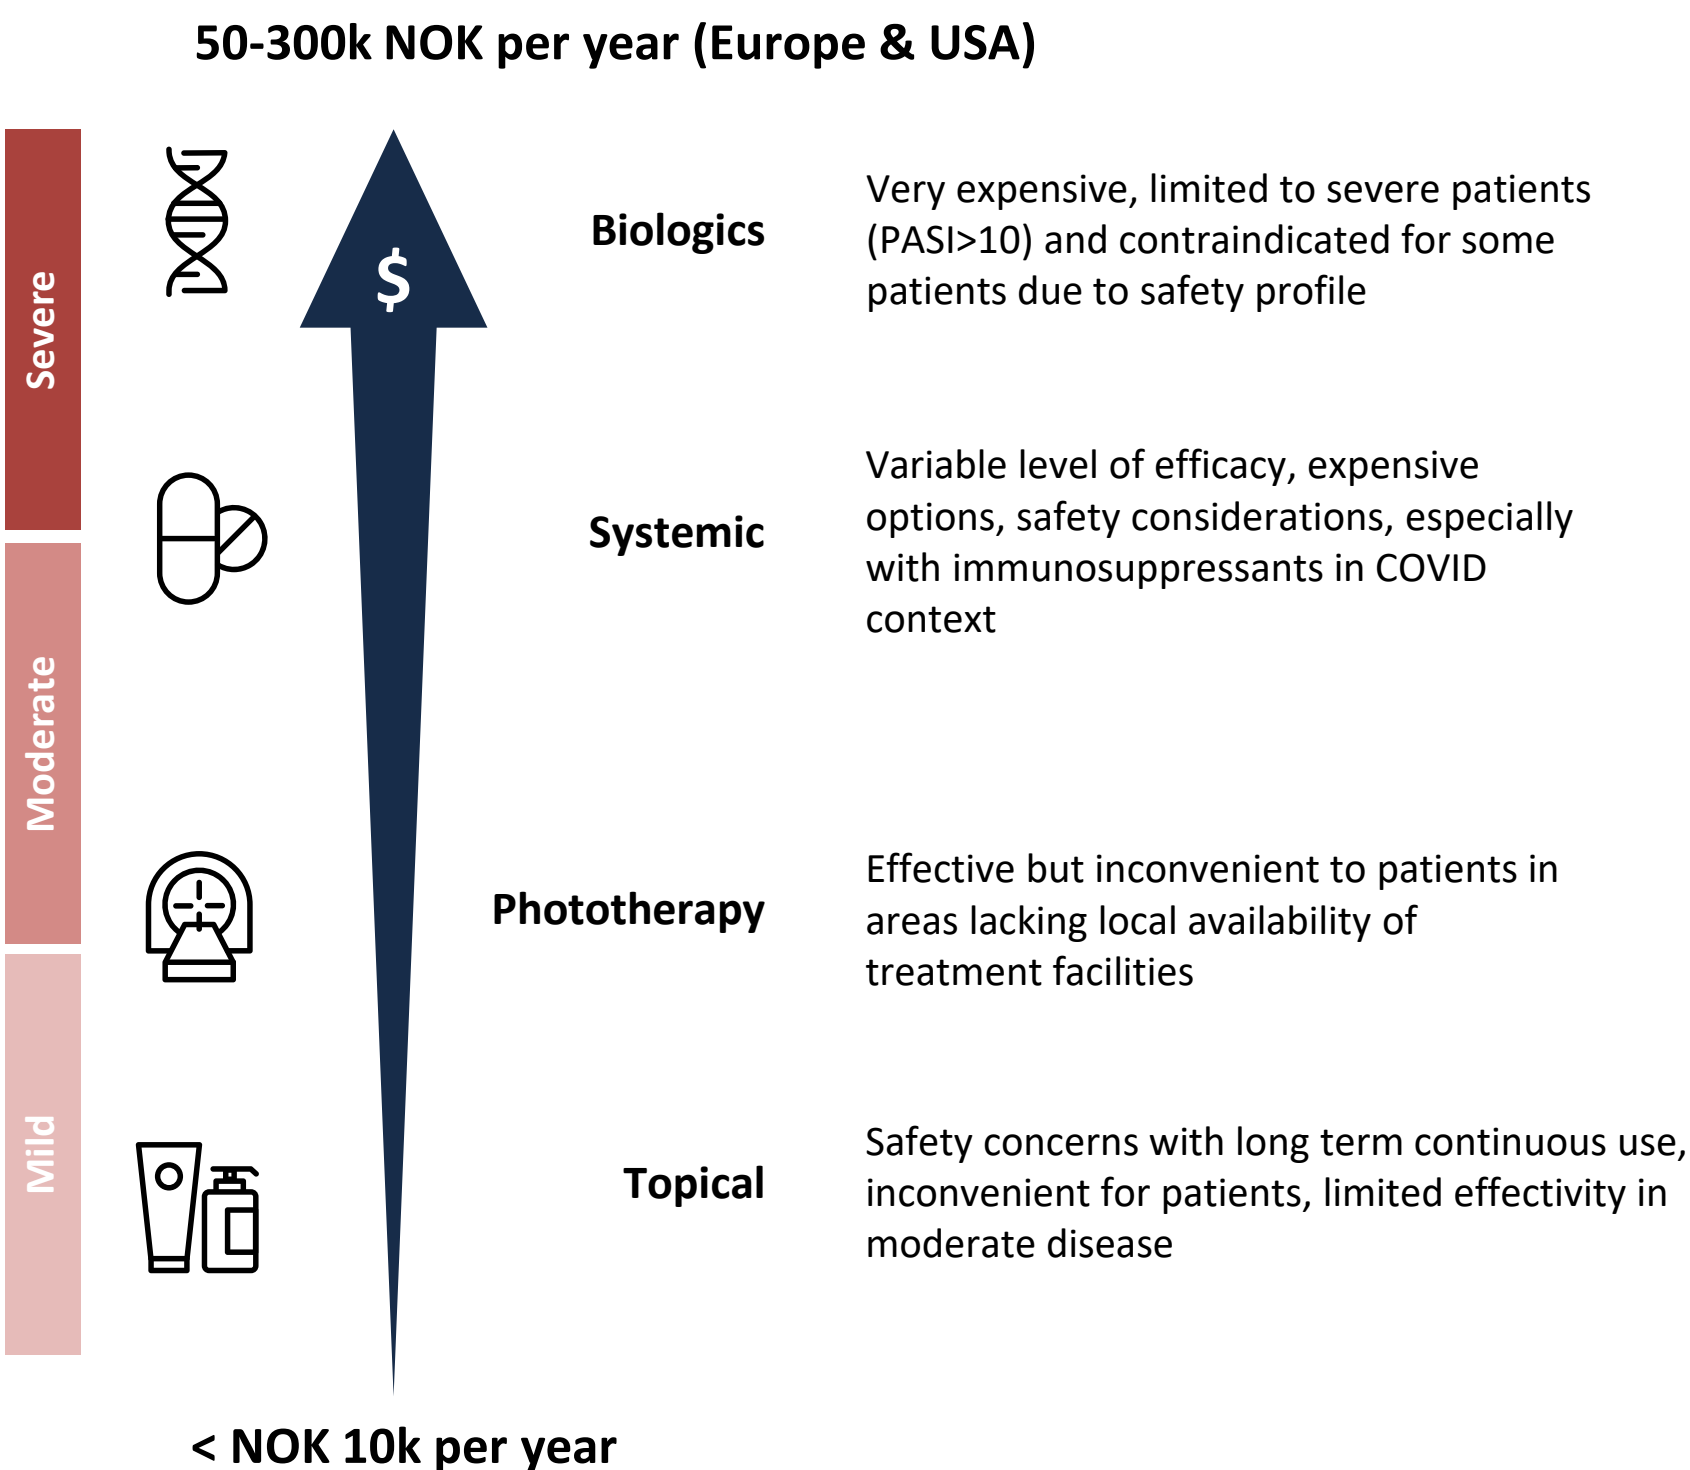 50-300k NOK per year (Europe & USA)
Severe
$
Biologics
Very expensive, limited to severe patients
(PASI>10) and contraindicated for some
patients due to safety profile
Systemic
Variable level of efficacy, expensive
options, safety considerations, especially
with immunosuppressants in COVID
context
Moderate
Phototherapy
Effective but inconvenient to patients in
areas lacking local availability of
treatment facilities
Mild
Topical
Safety concerns with long term continuous use,
inconvenient for patients, limited effectivity in
moderate disease
< NOK 10k per year